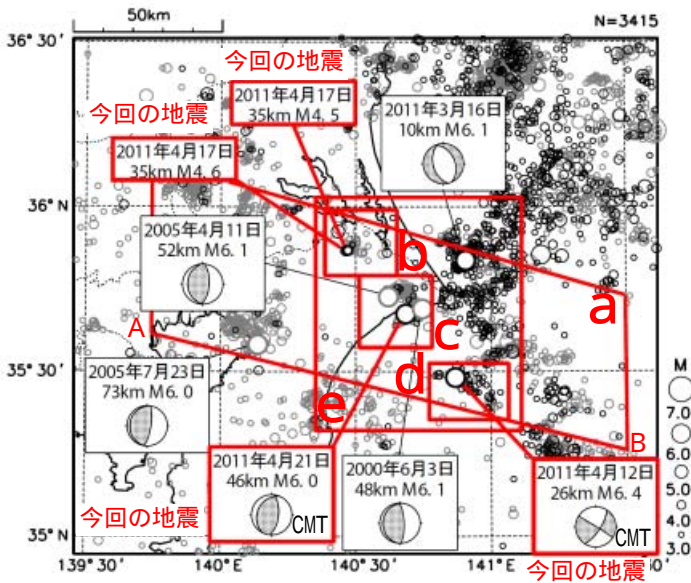 50km
N=3415
36°30′
今回の地震
2011年4月17日
35km M4.5
今回の地震
2011年3月16日
10km M6.1
2011年4月17日
35km M4.6
36°N
2005年4月11日
52km M6.1
b
a
A
c
35°30′
d
e
M
2005年7月23日
73km M6.0
7.0
B
6.0
2011年4月21日
46km M6.0
CMT
2000年6月3日
48km M6.1
2011年4月12日
26km M6.4
CMT
5.0
4.0
今回の地震
35°N
3.0
139°30′
140°E
140°30′
141°E
今回の地震